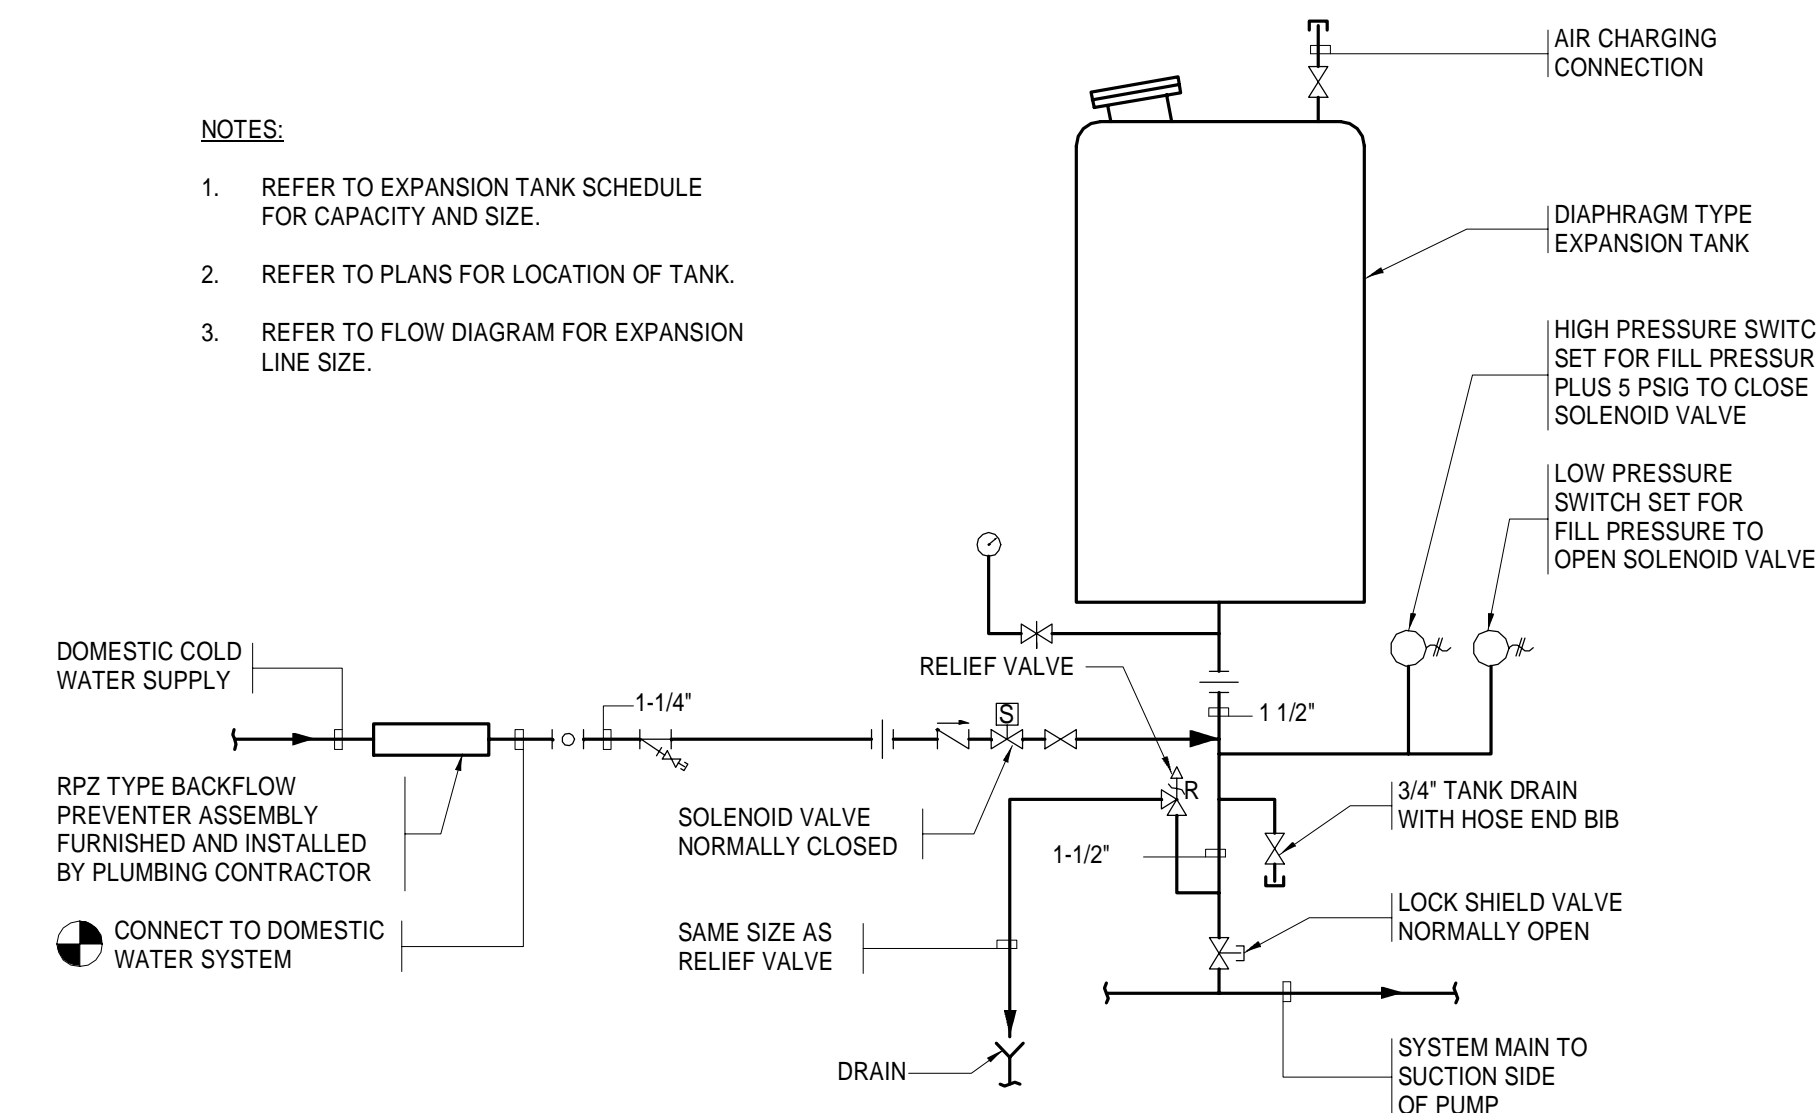 AIR CHARGING
CONNECTION
NOTES:
1. REFER TO EXPANSION TANK SCHEDULE
FOR CAPACITY AND SIZE.
2. REFER TO PLANS FOR LOCATION OF TANK.
3. REFER TO FLOW DIAGRAM FOR EXPANSION
LINE SIZE.
DIAPHRAGM TYPE
EXPANSION TANK
HIGH PRESSURE SWITC
SET FOR FILL PRESSUR
PLUS 5 PSIG TO CLOSE
SOLENOID VALVE
LOW PRESSURE
SWITCH SET FOR
FILL PRESSURE TO
OPEN SOLENOID VALVE
DOMESTIC COLD
WATER SUPPLY
RELIEF VALVE
1-1/4"
S
1 1/2"
RPZ TYPE BACKFLOW
PREVENTER ASSEMBLY
FURNISHED AND INSTALLED
BY PLUMBING CONTRACTOR
SOLENOID VALVE
NORMALLY CLOSED
R
3/4" TANK DRAIN
WITH HOSE END BIB
1-1/2"
CONNECT TO DOMESTIC
WATER SYSTEM
SAME SIZE AS
RELIEF VALVE
LOCK SHIELD VALVE
NORMALLY OPEN
DRAIN
SYSTEM MAIN TO
SUCTION SIDE
OF PUMP